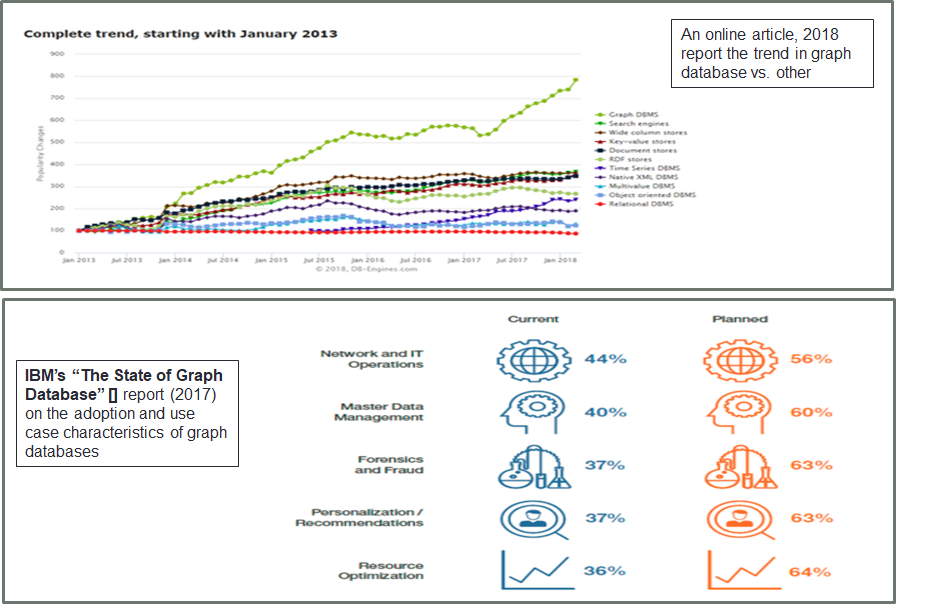 Complete trend, starting with January 2013
An online article, 2018
report the trend in graph
database vs. other
900
800
700
600
500
400
300
200
100
0
Popularity Changes
Jan 2013 Jul 2013 Jan 2014 Jul 2014 Jan 2015 Jul 2015 Jan 2016 Jul 2016 Jan 2017 Jul 2017 Jan 2018
© 2018, DB-Engines.com
Graph DBMS
Search engines
Wide column stores
Key-value stores
Document stores
RDF stores
Time Series DBMS
Native XML DBMS
Multivalue DBMS
Object oriented DBMS
Relational DBMS
IBM's “The State of Graph
Database” [] report (2017)
on the adoption and use
case characteristics of graph
databases
Current Planned
Network and IT
Operations
44% 56%
Master Data
Management
40% 60%
Forensics
and Fraud
37% 63%
Personalization /
Recommendations
37% 63%
Resource
Optimization
36% 64%